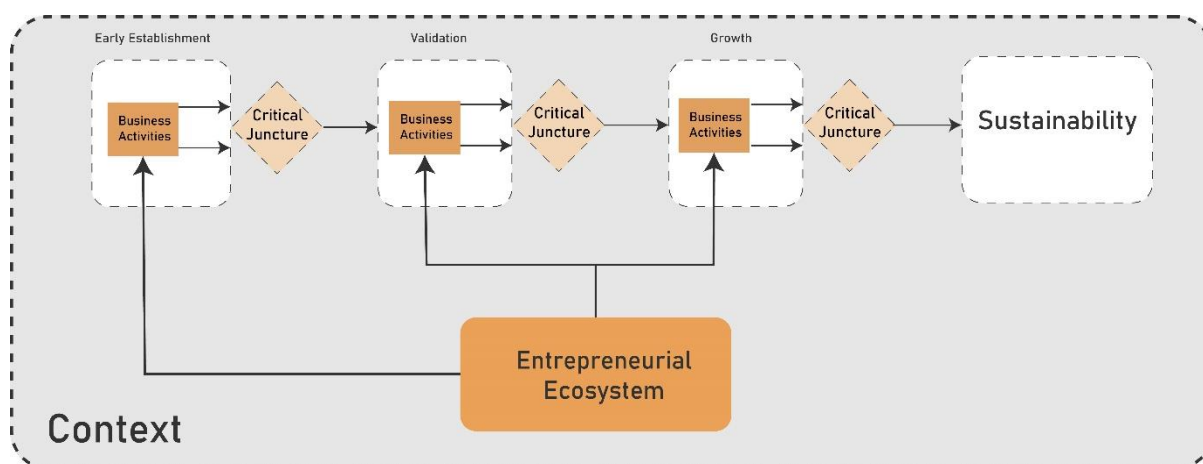 Early Establishment
Validation
Growth
Business
Activities
Critical
Juncture
Business
Activities
Critical
Juncture
Business
Activities
Critical
Juncture
Sustainability
Entrepreneurial
Ecosystem
Context